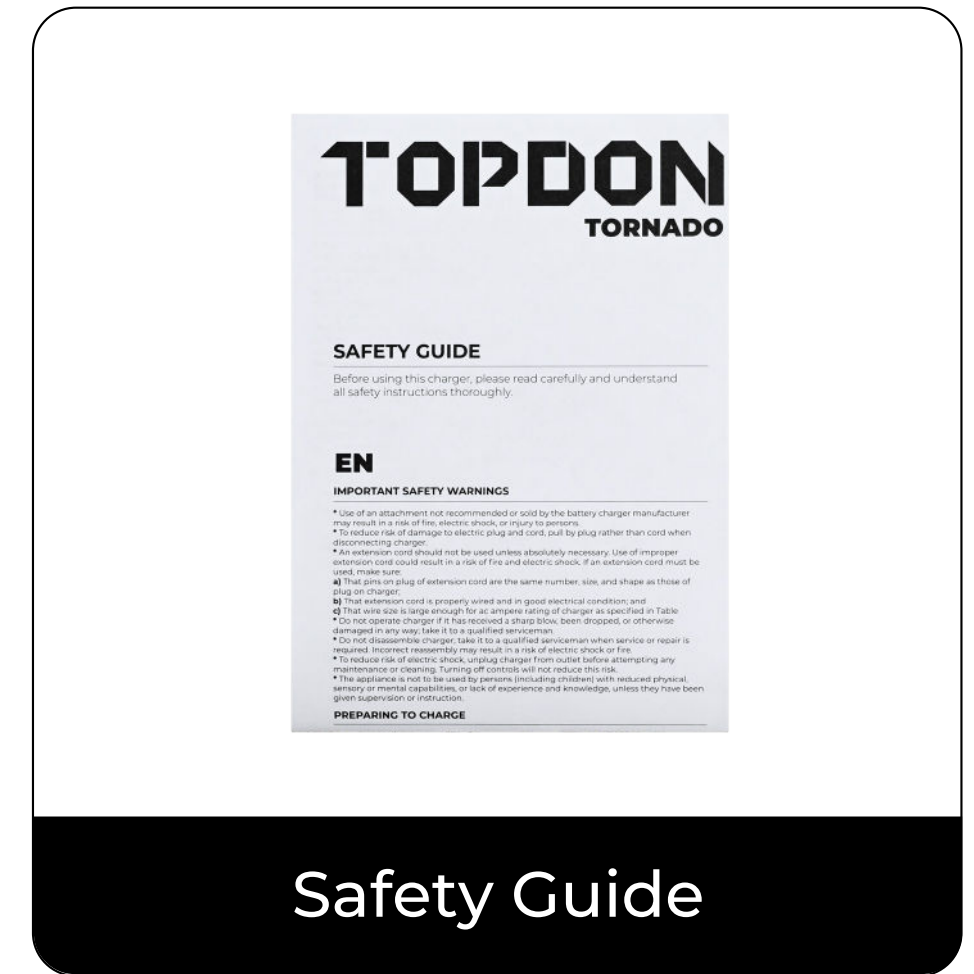 TOPDON
TORNADO
SAFETY GUIDE
Before using this charger, please read carefully and understand
all safety instructions thoroughly.
EN
IMPORTANT SAFETY WARNINGS
* Use of an attachment not recommended or sold by the battery charger manufacturer
may result in a risk of fire, electric shock, or injury to persons.
* To reduce risk of damage to electric plug and cord, pull by plug rather than cord when
disconnecting charger.
* An extension cord should not be used unless absolutely necessary. Use of improper
extension cord could result in a risk of fire and electric shock. If an extension cord must be
used, make sure:
a) That pins on plug of extension cord are the same number, size, and shape as those of
plug on charger;
b) That extension cord is properly wired and in good electrical condition; and
c) That wire size is large enough for ac ampere rating of charger as specified in Table
* Do not operate charger if it has received a sharp blow, been dropped, or otherwise
damaged in any way; take it to a qualified serviceman.
* Do not disassemble charger, take it to a qualified serviceman when service or repair is
required. Incorrect reassembly may result in a risk of electric shock or fire.
* To reduce risk of electric shock, unplug charger from outlet before attempting any
maintenance or cleaning. Turning off controls will not reduce this risk.
* The appliance is not to be used by persons (including children) with reduced physical,
sensory or mental capabilities, or lack of experience and knowledge, unless they have been
given supervision or instruction.
PREPARING TO CHARGE
Safety Guide